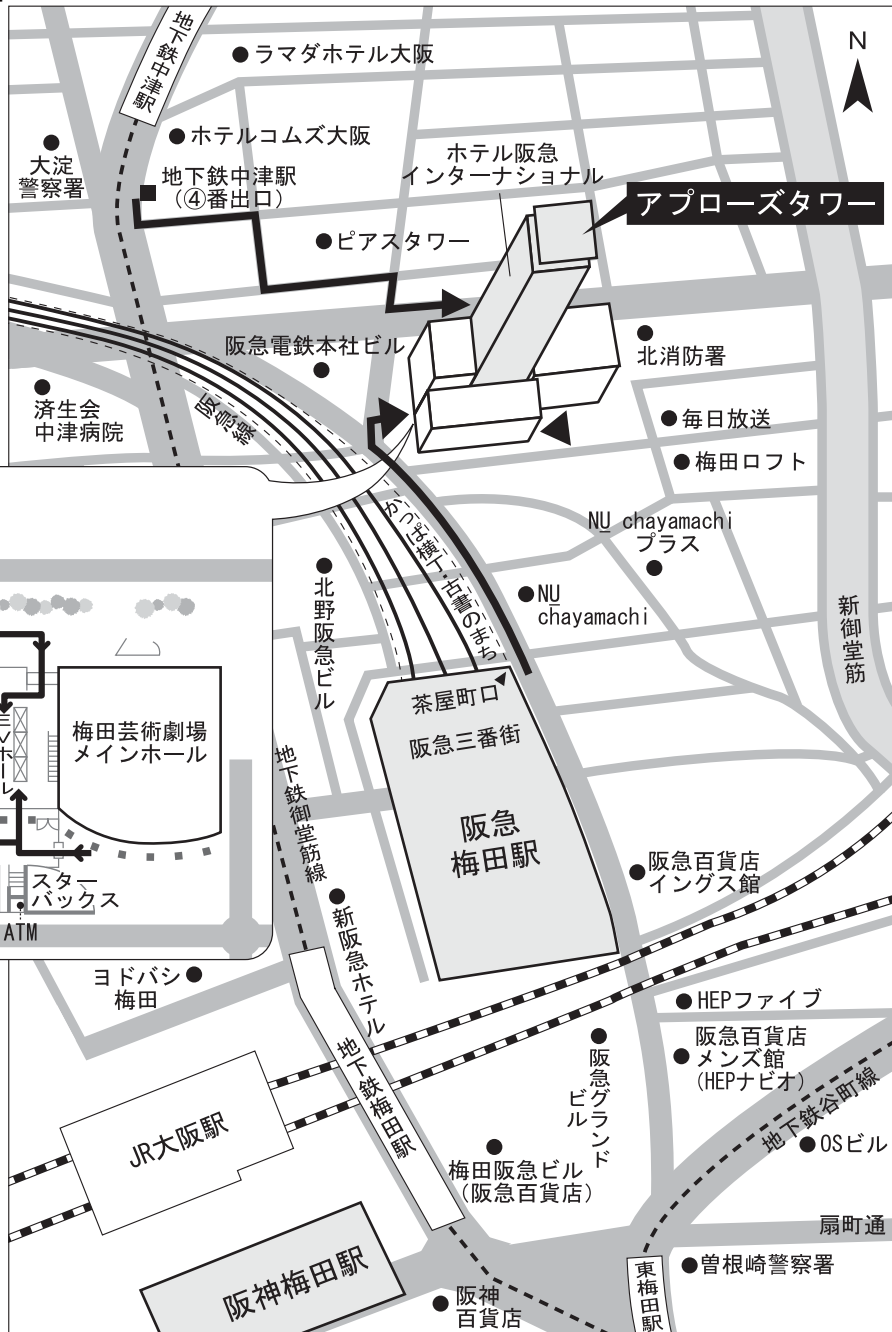 地下鉄中津駅
ラマダホテル大阪
N
大淀
警察署
ホテルコムズ大阪
地下鉄中津駅
(④番出口)
ホテル阪急
インターナショナル
アプローズタワー
ピアスタワー
阪急電鉄本社ビル
北消防署
済生会
中津病院
阪急線
毎日放送
梅田ロフト
かっぱ横丁・古書のまち
NU chayamachi
プラス
北野阪急ビル
NU
chayamachi
新御堂筋
茶屋町口
阪急三番街
梅田芸術劇場
メインホール
ホール
地下鉄御堂筋線
阪急
梅田駅
阪急百貨店
イングス館
スター
バックス
ATM
新阪急ホテル
ヨドバシ
梅田
HEPファイブ
阪急百貨店
メンズ館
(HEPナビオ)
阪急グランド
ビル
地下鉄梅田駅
地下鉄谷町線
JR大阪駅
OSビル
梅田阪急ビル
(阪急百貨店)
扇町通
阪神梅田駅
曽根崎警察署
東梅田駅
阪神
百貨店